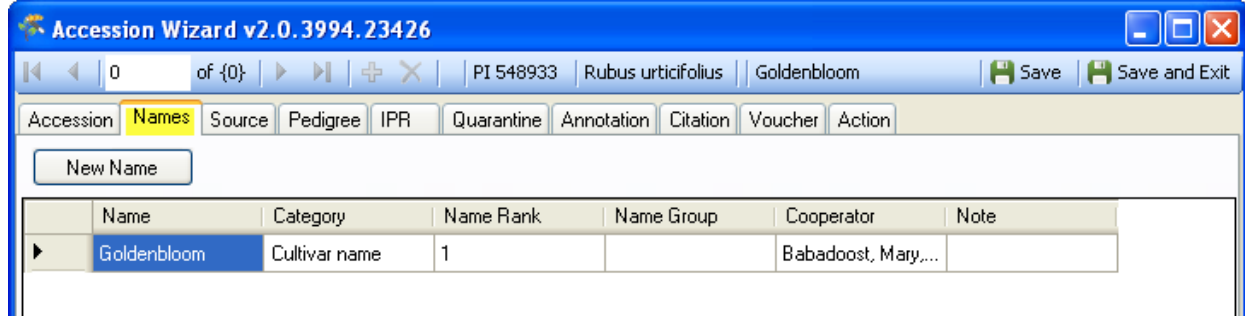 Accession Wizard v2.0.3994.23426
0 of {0} PI 548933 Rubus urticifolius Goldenbloom Save Save and Exit
Accession Names Source Pedigree IPR Quarantine Annotation Citation Voucher Action
New Name
Name Category Name Rank Name Group Cooperator Note
Goldenbloom Cultivar name 1 Babadoost, Mary,...